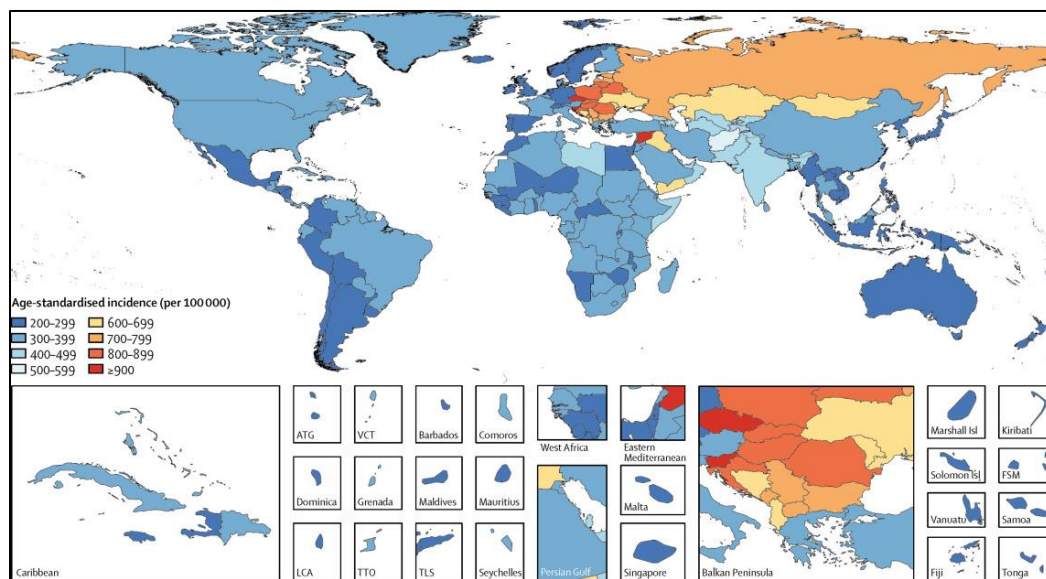 Age-standardised incidence (per 100 000)
200–299
600–699
300–399
700–799
400–499
800–899
500–599
≥900
Caribbean
ATG
VCT
Barbados
Comoros
Dominica
Grenada
Maldives
Mauritius
LCA
TTO
TLS
Seychelles
West Africa
Eastern
Mediterranean
Persian Gulf
Malta
Singapore
Balkan Peninsula
Marshall Isl
Kiribati
Solomon Isl
FSM
Vanuatu
Samoa
Fiji
Tonga